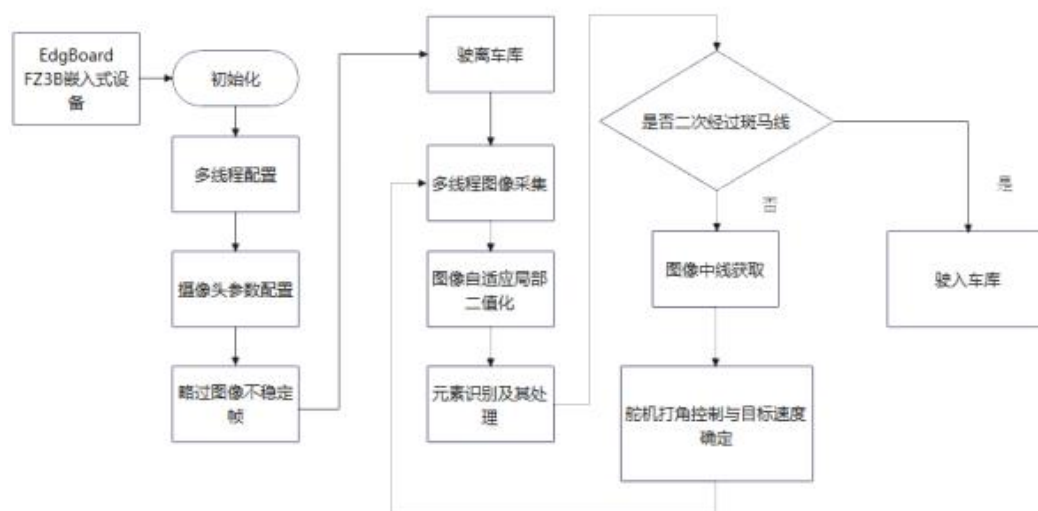 EdgBoard
FZ3B嵌入式设
备
初始化
多线程配置
摄像头参数配置
略过图像不稳定
帧
驶离车库
多线程图像采集
图像自适应局部
二值化
元素识别及其处
理
是否二次经过斑马线
否
是
图像中线获取
驶入车库
舵机打角控制与目标速度
确定